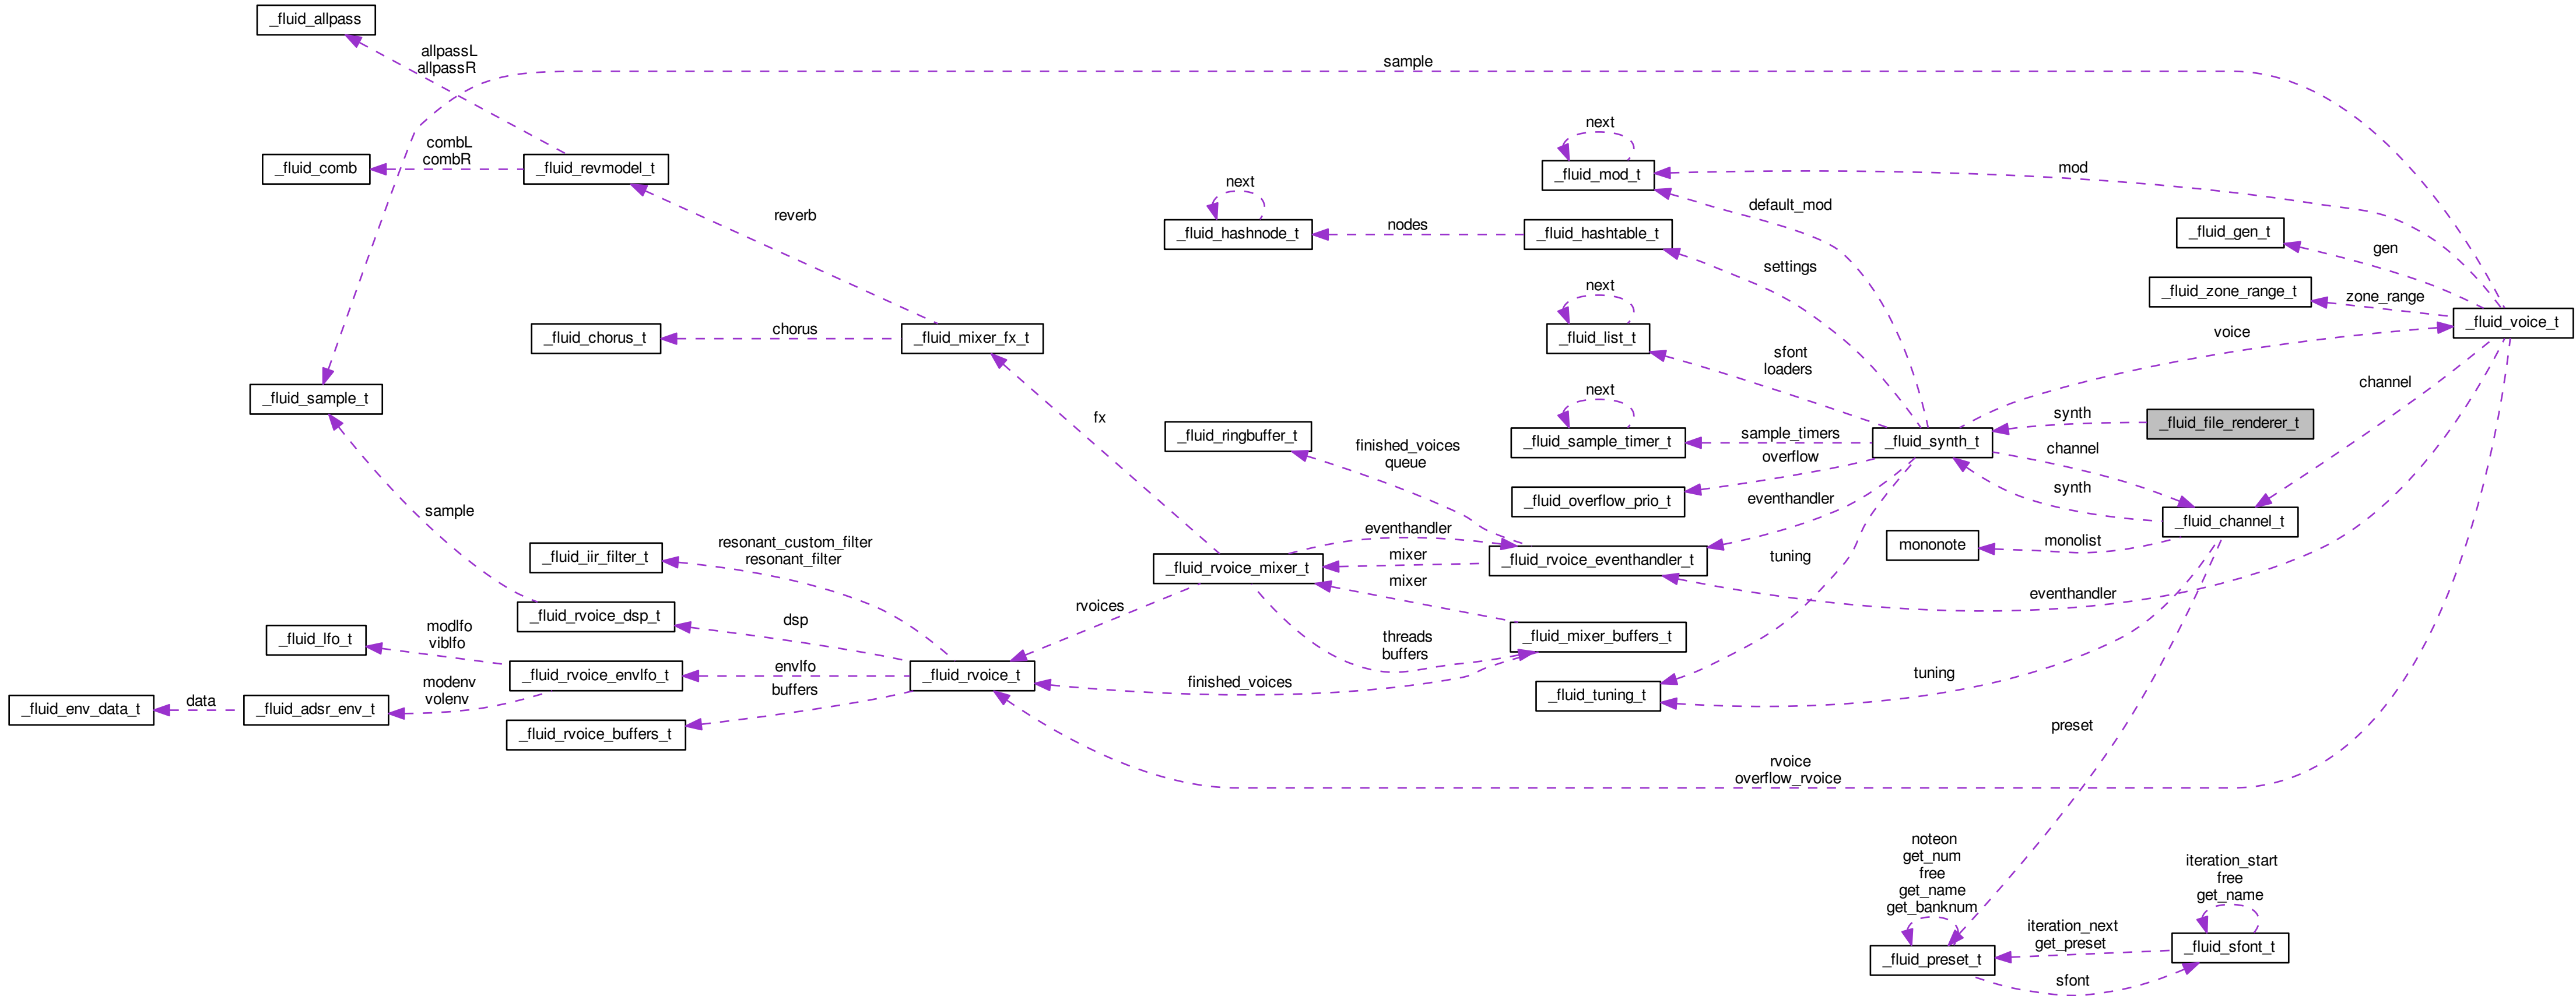 _fluid_allpass
allpassL
allpassR
sample
next
combL
combR
_fluid_comb
_fluid_revmodel_t
_fluid_mod_t
mod
next
default_mod
reverb
_fluid_hashnode_t
nodes
_fluid_hashtable_t
_fluid_gen_t
gen
settings
next
_fluid_zone_range_t
zone_range
_fluid_voice_t
chorus
_fluid_chorus_t
_fluid_mixer_fx_t
_fluid_list_t
voice
sfont
loaders
channel
next
_fluid_sample_t
fx
synth
_fluid_file_renderer_t
_fluid_ringbuffer_t
finished_voices
queue
_fluid_sample_timer_t
sample_timers
_fluid_synth_t
overflow
channel
synth
_fluid_overflow_prio_t
eventhandler
sample
eventhandler
_fluid_channel_t
resonant_custom_filter
resonant_filter
_fluid_iir_filter_t
mononote
monolist
mixer
_fluid_rvoice_mixer_t
_fluid_rvoice_eventhandler_t
tuning
mixer
eventhandler
rvoices
_fluid_rvoice_dsp_t
dsp
modlfo
viblfo
_fluid_lfo_t
threads
buffers
_fluid_mixer_buffers_t
envlfo
_fluid_rvoice_envlfo_t
_fluid_rvoice_t
tuning
modenv
volenv
buffers
finished_voices
_fluid_tuning_t
_fluid_env_data_t
data
_fluid_adsr_env_t
preset
_fluid_rvoice_buffers_t
rvoice
overflow_rvoice
noteon
get_num
free
get_name
get_banknum
iteration_start
free
get_name
iteration_next
get_preset
_fluid_sfont_t
_fluid_preset_t
sfont